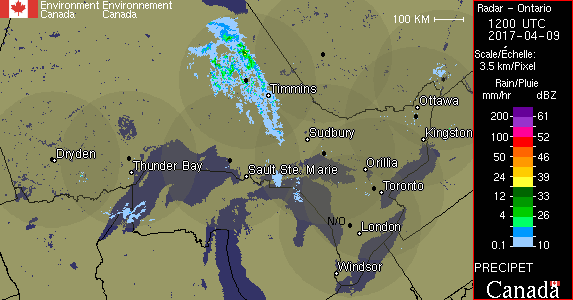 Environment Environnement
Canada Canada
100 KM
Timmins
Ottawa
Sudbury
Kingston
Dryden
Thunder Bay
Sault Ste. Marie
Orillia
Toronto
N/O
London
Windsor
Radar - Ontario
1200 UTC
2017-04-09
Scale/Échelle:
3.5 km/Pixel
Rain/Pluie
mm/hr dBZ
200 61
100 52
50 46
24 39
12 33
4 26
0.1 10
PRECIPET
Canada